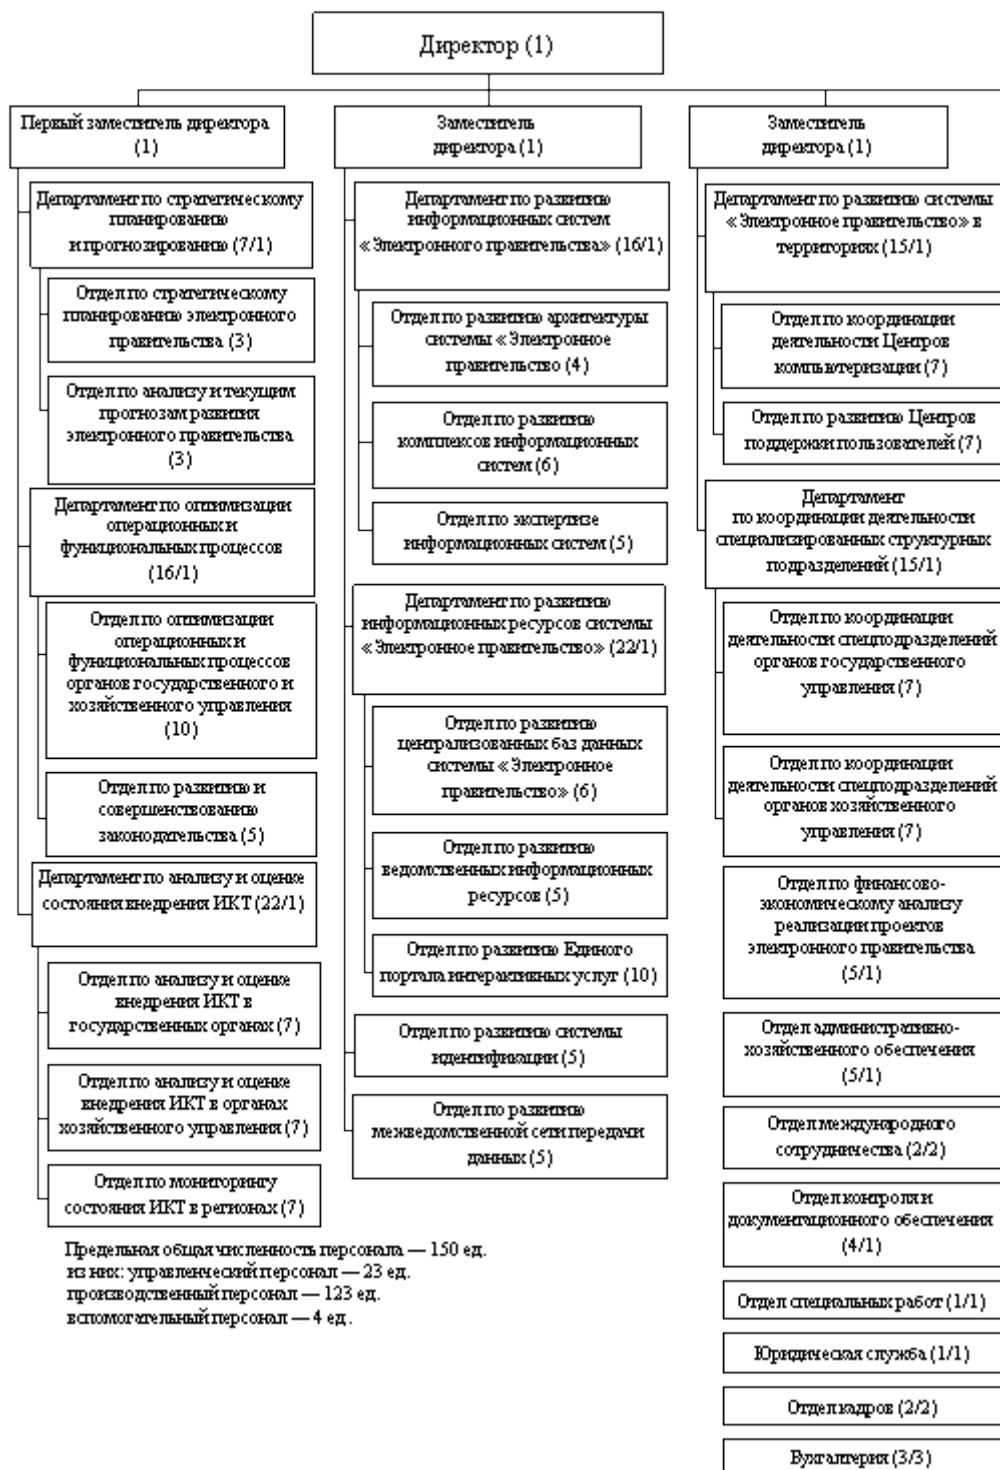 Директор (1)
Первый заместитель директора
(1)
Департамент по стратегическому
планированию
и прогнозированию (7/1)
Отдел по стратегическому
планированию электронного
правительства (3)
Отдел по анализу и текущим
прогнозам развития
электронного правительства
(3)
Департамент по оптимизации
операционных и
функциональных процессов
(16/1)
Отдел по оптимизации
операционных и
функциональных процессов
органов государственного и
хозяйственного управления
(10)
Отдел по развитию и
совершенствованию
законодательства (5)
Департамент по анализу и оценке
состояния внедрения ИКТ (22/1)
Отдел по анализу и оценке
внедрения ИКТ в
государственных органах (7)
Отдел по анализу и оценке
внедрения ИКТ в органах
хозяйственного управления (7)
Отдел по мониторингу
состояния ИКТ в регионах (7)
Заместитель
директора (1)
Департамент по развитию
информационных систем
«Электронного правительства» (16/1)
Отдел по развитию архитектуры
системы «Электронное
правительство (4)
Отдел по развитию
комплексов информационных
систем (6)
Отдел по экспертизе
информационных систем (5)
Департамент по развитию
информационных ресурсов системы
«Электронное правительство» (22/1)
Отдел по развитию
централизованных баз данных
системы «Электронное
правительство» (6)
Отдел по развитию
ведомственных информационных
ресурсов (5)
Отдел по развитию Единого
портала интерактивных услуг (10)
Отдел по развитию системы
идентификации (5)
Отдел по развитию
межведомственной сети передачи
данных (5)
Заместитель
директора (1)
Департамент по развитию системы
«Электронное правительство» в
территориях (15/1)
Отдел по координации
деятельности Центров
компьютеризации (7)
Отдел по развитию Центров
поддержки пользователей (7)
Департамент
по координации деятельности
специализированных структурных
подразделений (15/1)
Отдел по координации
деятельности спецподразделений
органов государственного
управления (7)
Отдел по координации
деятельности спецподразделений
органов хозяйственного
управления (7)
Отдел по финансово-
экономическому анализу
реализации проектов
электронного правительства
(5/1)
Отдел административно-
хозяйственного обеспечения
(5/1)
Отдел международного
сотрудничества (2/2)
Отдел контроля и
документационного обеспечения
(4/1)
Отдел специальных работ (1/1)
Юридическая служба (1/1)
Отдел кадров (2/2)
Бухгалтерия (3/3)
Предельная общая численность персонала — 150 ед.
из них: управленческий персонал — 23 ед.
производственный персонал — 123 ед.
вспомогательный персонал — 4 ед.